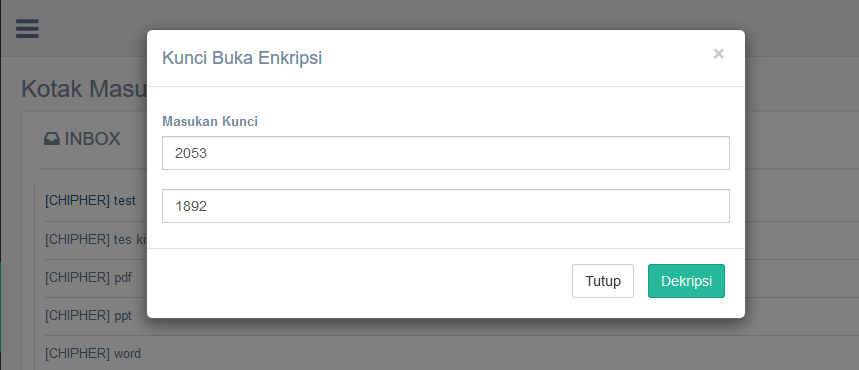 Kunci Buka Enkripsi
×
Kotak Masu
INBOX
Masukan Kunci
2053
1892
[CHIPHER] test
[CHIPHER] tes ki
[CHIPHER] pdf
Tutup Dekripsi
[CHIPHER] ppt
[CHIPHER] word